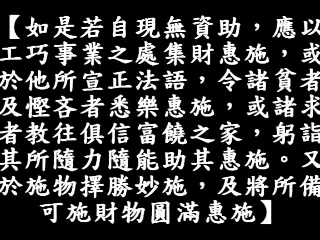 【如是若自現無資助，應以
工巧事業之處集財惠施，或
於他所宣正法語，令諸貧者
及慳吝者悉樂惠施，或諸求
者教往俱信富饒之家，躬詣
其所隨力隨能助其惠施。又
於施物擇勝妙施，及將所備
可施財物圓滿惠施】